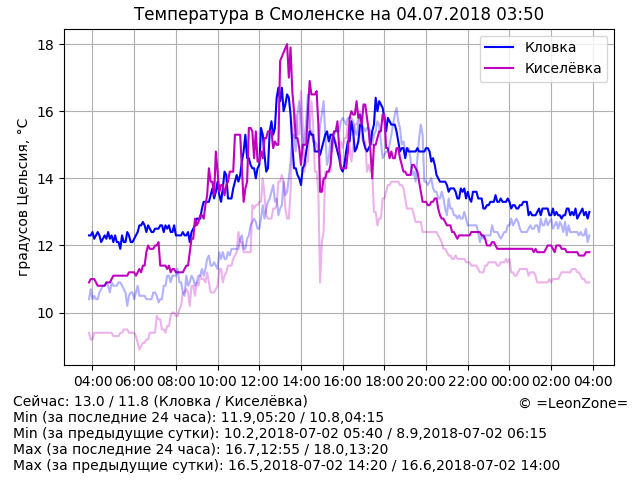 Температура в Смоленске на 04.07.2018 03:50
градусов Цельсия, °C
18
16
14
12
10
Кловка
Киселёвка
04:00 06:00 08:00 10:00 12:00 14:00 16:00 18:00 20:00 22:00 00:00 02:00 04:00
Сейчас: 13.0 / 11.8 (Кловка / Киселёвка)
© =LeonZone=
Min (за последние 24 часа): 11.9,05:20 / 10.8,04:15
Min (за предыдущие сутки): 10.2,2018-07-02 05:40 / 8.9,2018-07-02 06:15
Max (за последние 24 часа): 16.7,12:55 / 18.0,13:20
Max (за предыдущие сутки): 16.5,2018-07-02 14:20 / 16.6,2018-07-02 14:00